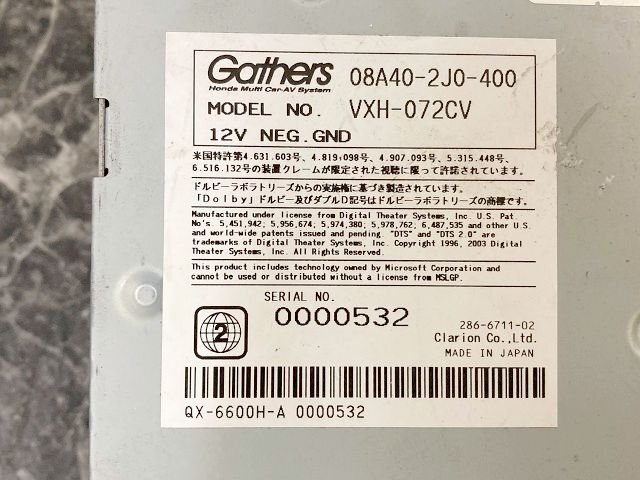 Gathers 08A40-2J0-400
Honda Multi Car-AV System
MODEL NO. VXH-072CV
12V NEG.GND
米国特許第4.631.603号、4.819.098号、4.907.093号、5.315.448号、
6.516.132号の装置クレームが限定された視聴に限って許諾されています。
ドルビーラボラトリーズからの実施権に基づき製造されています。
「Dolby」ドルビー及びダブルD記号はドルビーラボラトリーズの商標です。
Manufactured under license from Digital Theater Systems, Inc. U.S. Pat.
No's. 5,451,942; 5,956,674; 5,974,380; 5,978,762; 6,487,535 and other U.S.
and world-wide patents issued and pending. "DTS" and "DTS 2.0" are
trademarks of Digital Theater Systems, Inc. Copyright 1996, 2003 Digital
Theater Systems, Inc. All Rights Reserved.
This product includes technology owned by Microsoft Corporation and
cannot be used or distributed without a license from MSLGP.
SERIAL NO.
0000532
2
286-6711-02
Clarion Co.,Ltd.
MADE IN JAPAN
QX-6600H-A 0000532